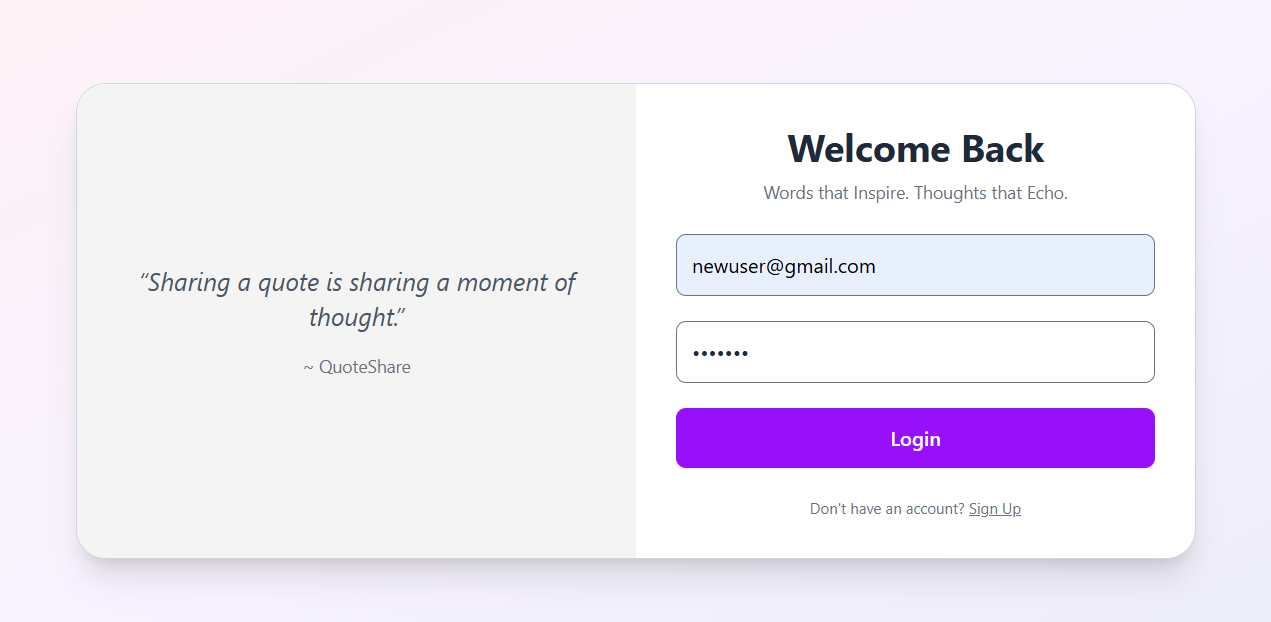 “Sharing a quote is sharing a moment of
thought.”
~ QuoteShare
Welcome Back
Words that Inspire. Thoughts that Echo.
newuser@gmail.com
•••••••
Login
Don't have an account? Sign Up